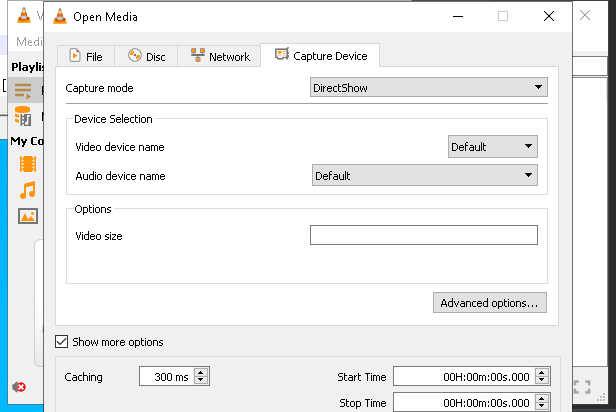 Open Media
Medi
File
Disc
Network
Capture Device
Playlis
Capture mode
DirectShow
Device Selection
Video device name
Default
My Co
Audio device name
Default
Options
Video size
Advanced options...
Show more options
Caching
300 ms
Start Time
00H:00m:00s.000
Stop Time
00H:00m:00s.000